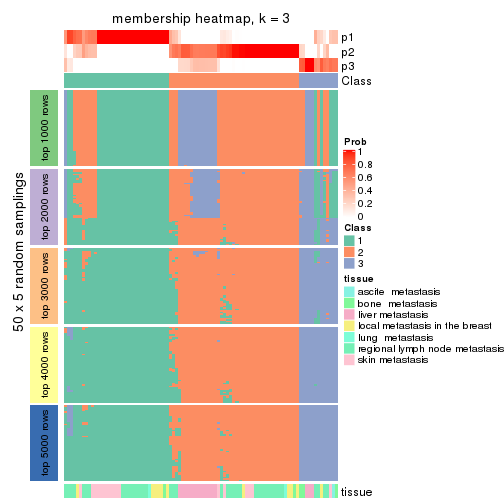 membership heatmap, k = 3
p1
p2
p3
Class
50 x 5 random samplings
top 1000 rows
top 2000 rows
top 3000 rows
top 4000 rows
top 5000 rows
tissue
Prob
1
0.8
0.6
0.4
0.2
0
Class
1
2
3
tissue
ascite metastasis
bone metastasis
liver metastasis
local metastasis in the breast
lung metastasis
regional lymph node metastasis
skin metastasis